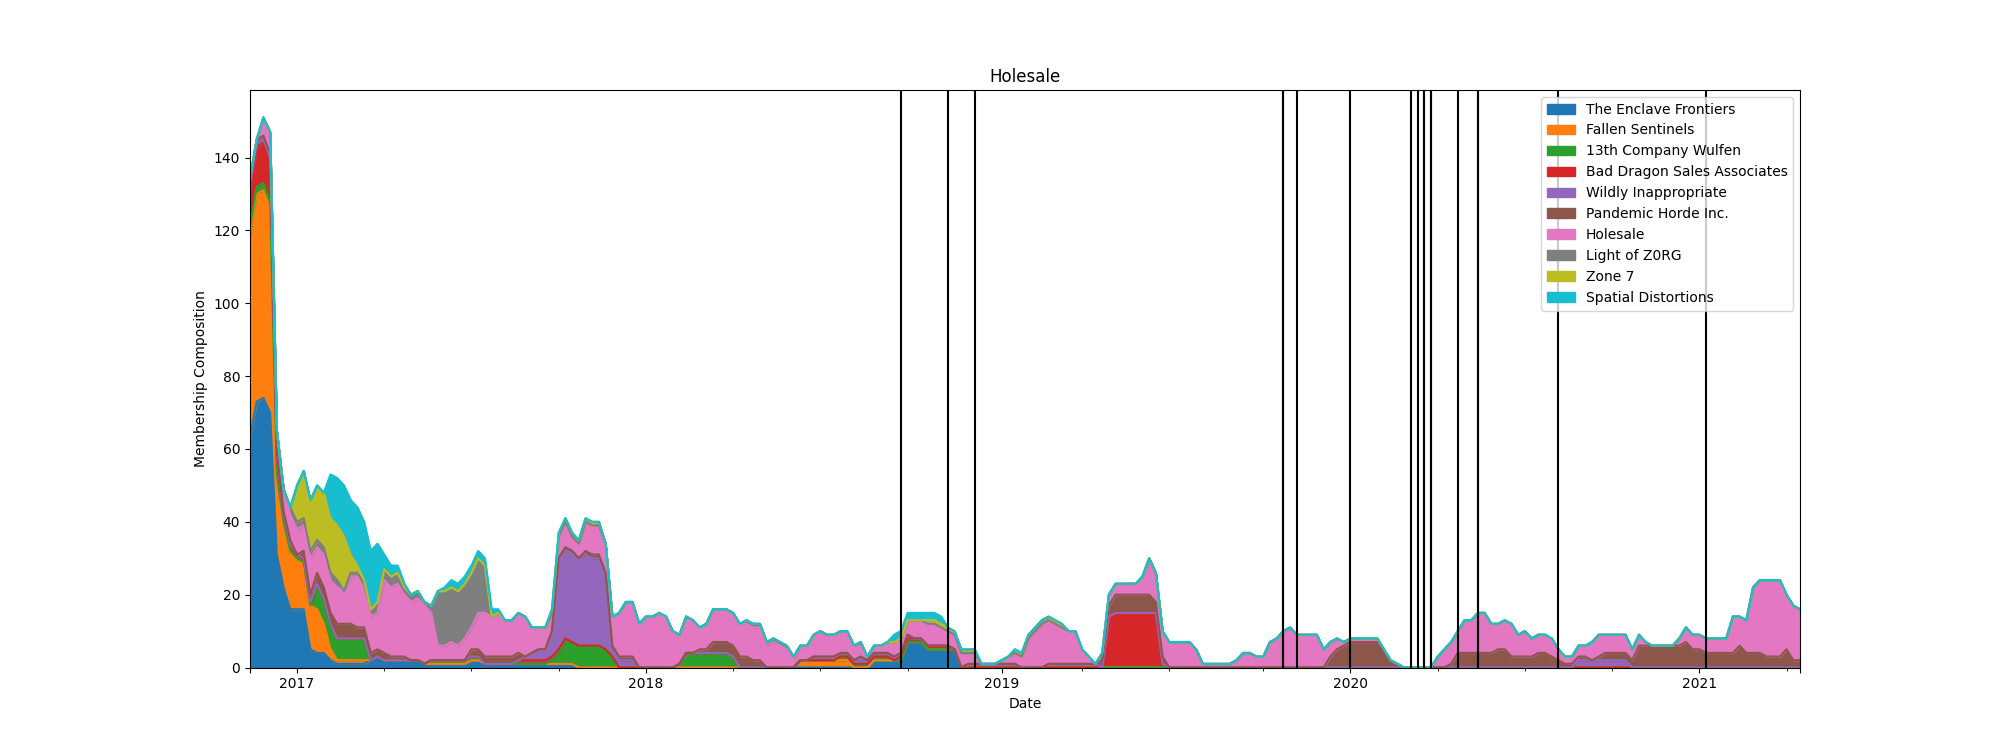 Holesale
Membership Composition
140
120
100
80
60
40
20
0
2017
2018
2019
2020
2021
Date
The Enclave Frontiers
Fallen Sentinels
13th Company Wulfen
Bad Dragon Sales Associates
Wildly Inappropriate
Pandemic Horde Inc.
Holesale
Light of Z0RG
Zone 7
Spatial Distortions